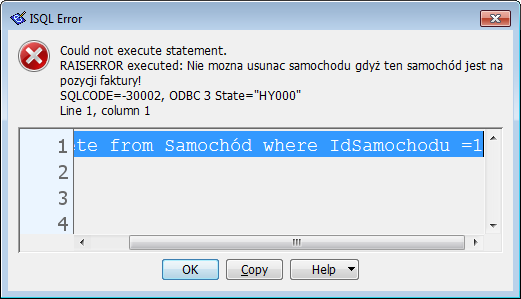 ISQL Error
Could not execute statement.
RAISERROR executed: Nie mozna usunac samochodu gdyż ten samochód jest na
pozycji faktury!
SQLCODE=-30002, ODBC 3 State="HY000"
Line 1, column 1
1 te from Samochód where IdSamochodu =1
2
3
4
OK Copy Help